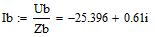 Ib := Ub/Zb = −25.396 + 0.61i